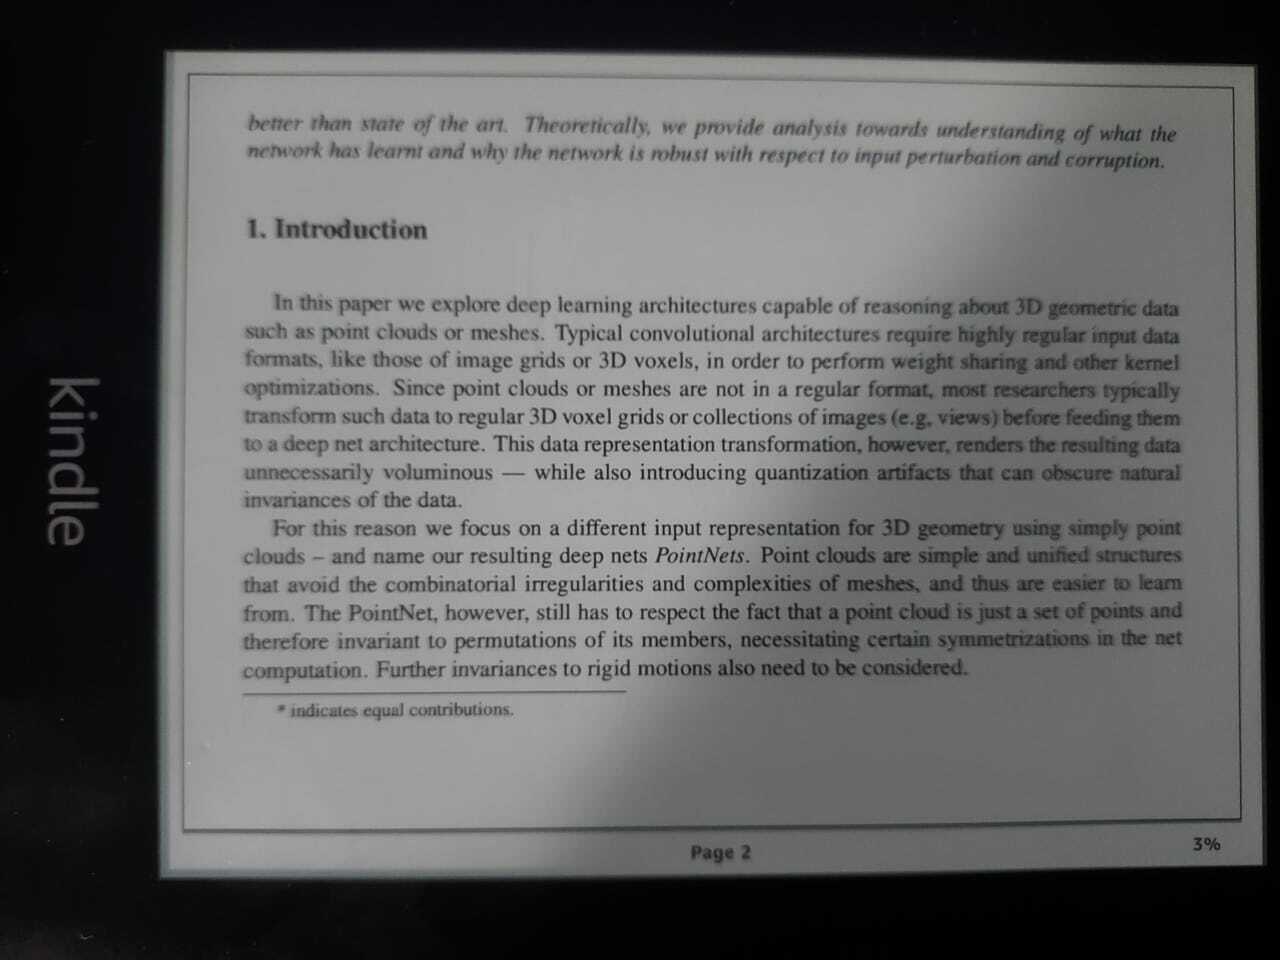 better than state of the art. Theoretically, we provide analysis towards understanding of what the
network has learnt and why the network is robust with respect to input perturbation and corruption.
1. Introduction
In this paper we explore deep learning architectures capable of reasoning about 3D geometric data
such as point clouds or meshes. Typical convolutional architectures require highly regular input data
formats, like those of image grids or 3D voxels, in order to perform weight sharing and other kernel
optimizations. Since point clouds or meshes are not in a regular format, most researchers typically
transform such data to regular 3D voxel grids or collections of images (e.g, views) before feeding them
to a deep net architecture. This data representation transformation, however, renders the resulting data
unnecessarily voluminous — while also introducing quantization artifacts that can obscure natural
invariances of the data.
For this reason we focus on a different input representation for 3D geometry using simply point
clouds – and name our resulting deep nets PointNets. Point clouds are simple and unified structures
that avoid the combinatorial irregularities and complexities of meshes, and thus are easier to learn
from. The PointNet, however, still has to respect the fact that a point cloud is just a set of points and
therefore invariant to permutations of its members, necessitating certain symmetrizations in the net
computation. Further invariances to rigid motions also need to be considered.
* indicates equal contributions.
Page 2
3%
kindle